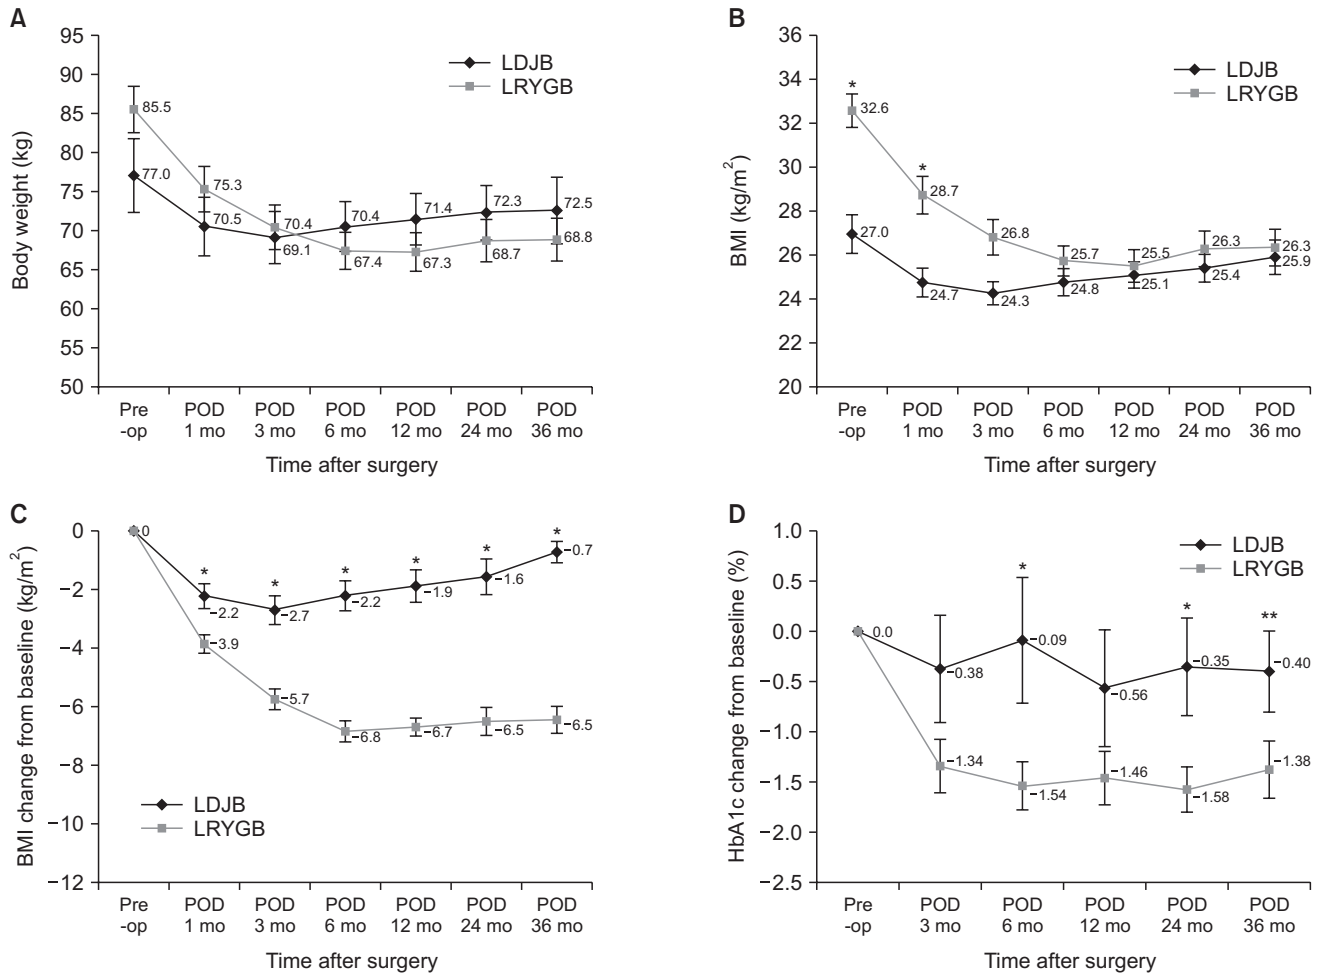 A
95
90
85
80
75
70
65
60
55
50
Body weight (kg)
LDJB
LRYGB
85.5
77.0
75.3
70.5
70.4
69.1
70.4
67.4
71.4
67.3
72.3
68.7
72.5
68.8
Pre
-op
POD
1 mo
POD
3 mo
POD
6 mo
POD
12 mo
POD
24 mo
POD
36 mo
Time after surgery
B
36
34
32
30
28
26
24
22
20
BMI (kg/m²)
LDJB
LRYGB
*
32.6
27.0
*
28.7
24.7
26.8
24.3
25.7
24.8
25.5
25.1
26.3
25.4
26.3
25.9
Pre
-op
POD
1 mo
POD
3 mo
POD
6 mo
POD
12 mo
POD
24 mo
POD
36 mo
Time after surgery
C
0
−2
−4
−6
−8
−10
−12
BMI change from baseline (kg/m²)
0
*
−2.2
−3.9
*
−2.7
−5.7
*
−2.2
−6.8
*
−1.9
−6.7
*
−1.6
−6.5
*
−0.7
−6.5
LDJB
LRYGB
Pre
-op
POD
1 mo
POD
3 mo
POD
6 mo
POD
12 mo
POD
24 mo
POD
36 mo
Time after surgery
D
1.0
0.5
0.0
−0.5
−1.0
−1.5
−2.0
−2.5
HbA1c change from baseline (%)
LDJB
LRYGB
0.0
−0.38
−1.34
*
−0.09
−1.54
−0.56
−1.46
*
−0.35
−1.58
**
−0.40
−1.38
Pre
-op
POD
3 mo
POD
6 mo
POD
12 mo
POD
24 mo
POD
36 mo
Time after surgery